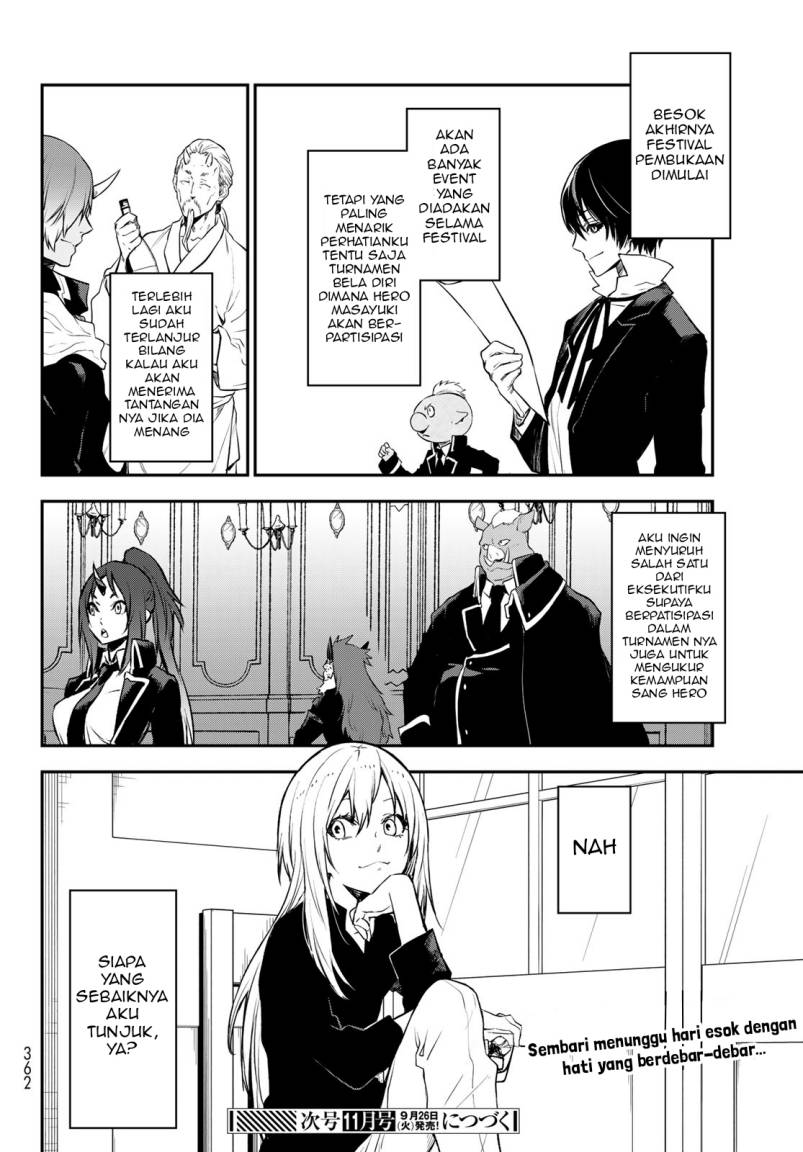 BESOK
AKHIRNYA
FESTIVAL
PEMBUKAAN
DIMULAI
AKAN
ADA
BANYAK
EVENT
YANG
DIADAKAN
SELAMA
FESTIVAL
TETAPI YANG
PALING
MENARIK
PERHATIANKU
TENTU SAJA
TURNAMEN
BELA DIRI
DIMANA HERO
MASAYUKI
AKAN BER-
PARTISIPASI
TERLEBIH
LAGI AKU
SUDAH
TERLANJUR
BILANG
KALAU AKU
AKAN
MENERIMA
TANTANGAN
NYA JIKA DIA
MENANG
AKU INGIN
MENYURUH
SALAH SATU
DARI
EKSEKUTIFKU
SUPAYA
BERPATISIPASI
DALAM
TURNAMEN NYA
JUGA UNTUK
MENGUKUR
KEMAMPUAN
SANG HERO
NAH
SIAPA
YANG
SEBAIKNYA
AKU
TUNJUK,
YA?
Sembari menunggu hari esok dengan
hati yang berdebar-debar...
362
次号11月号 9月26日(火)発売! につづく